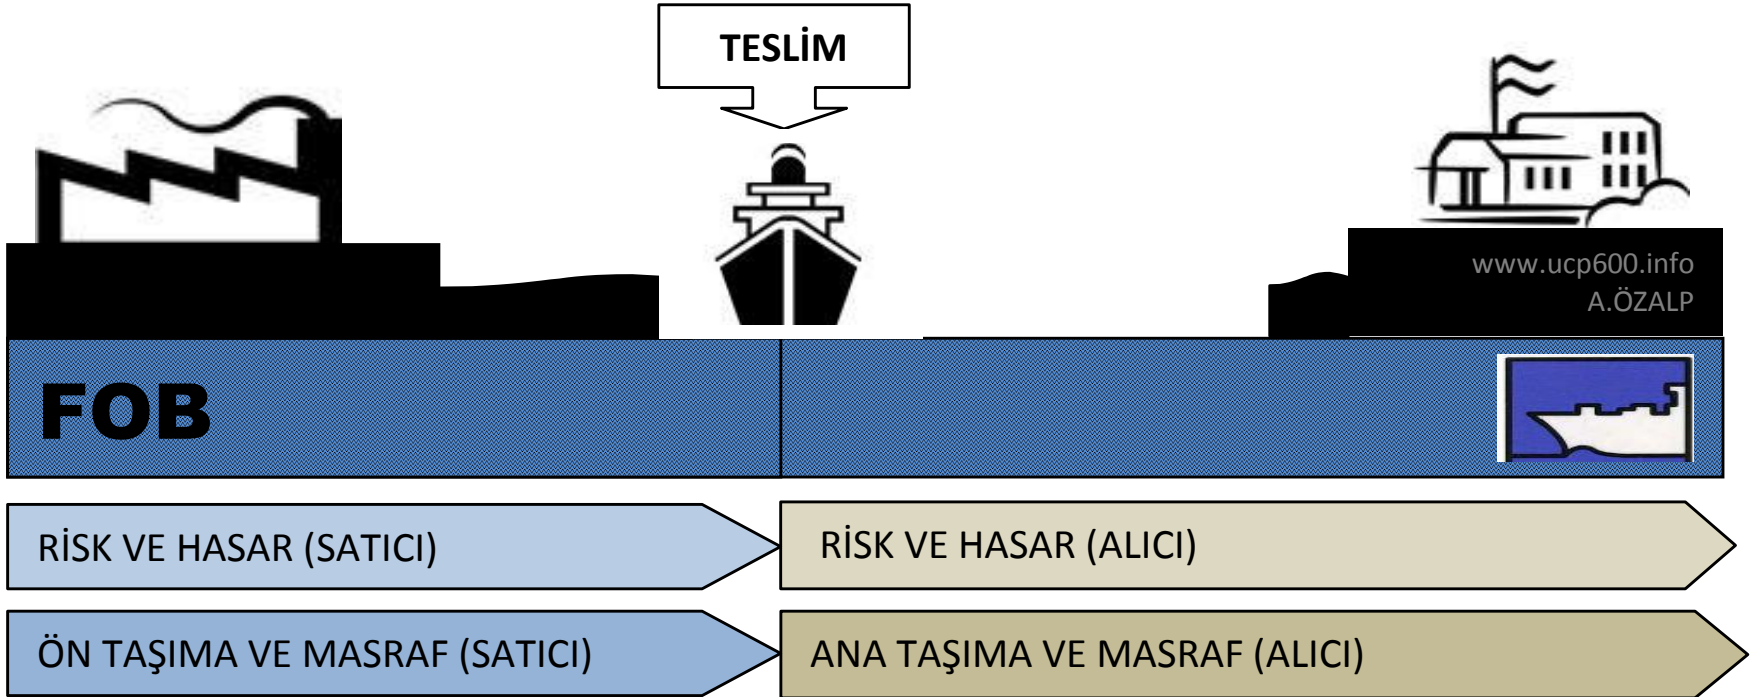 TESLİM
www.ucp600.info
A.ÖZALP
FOB
RİSK VE HASAR (SATICI)
RİSK VE HASAR (ALICI)
ÖN TAŞIMA VE MASRAF (SATICI)
ANA TAŞIMA VE MASRAF (ALICI)